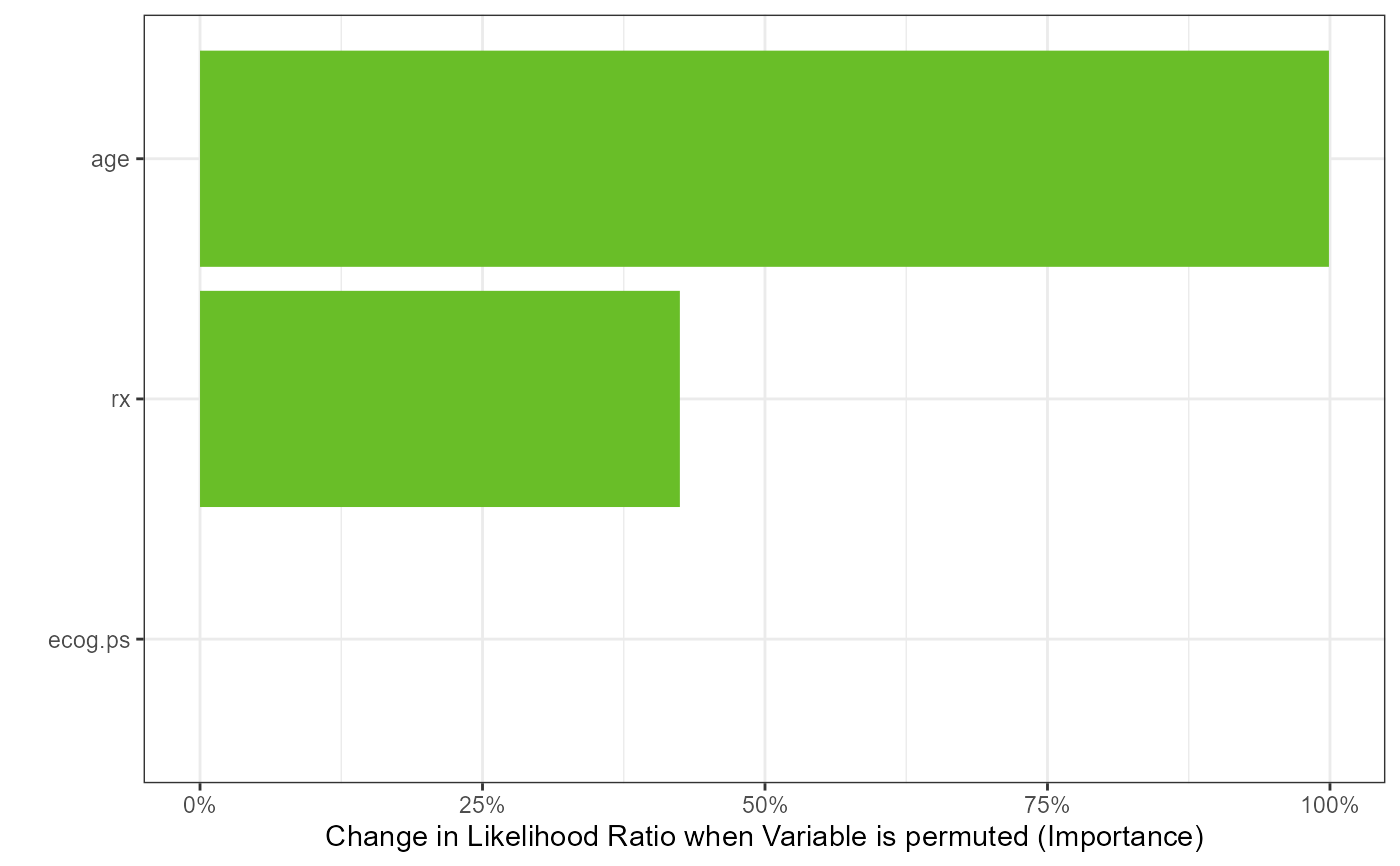 age
rx
ecog.ps
0% 25% 50% 75% 100%
Change in Likelihood Ratio when Variable is permuted (Importance)